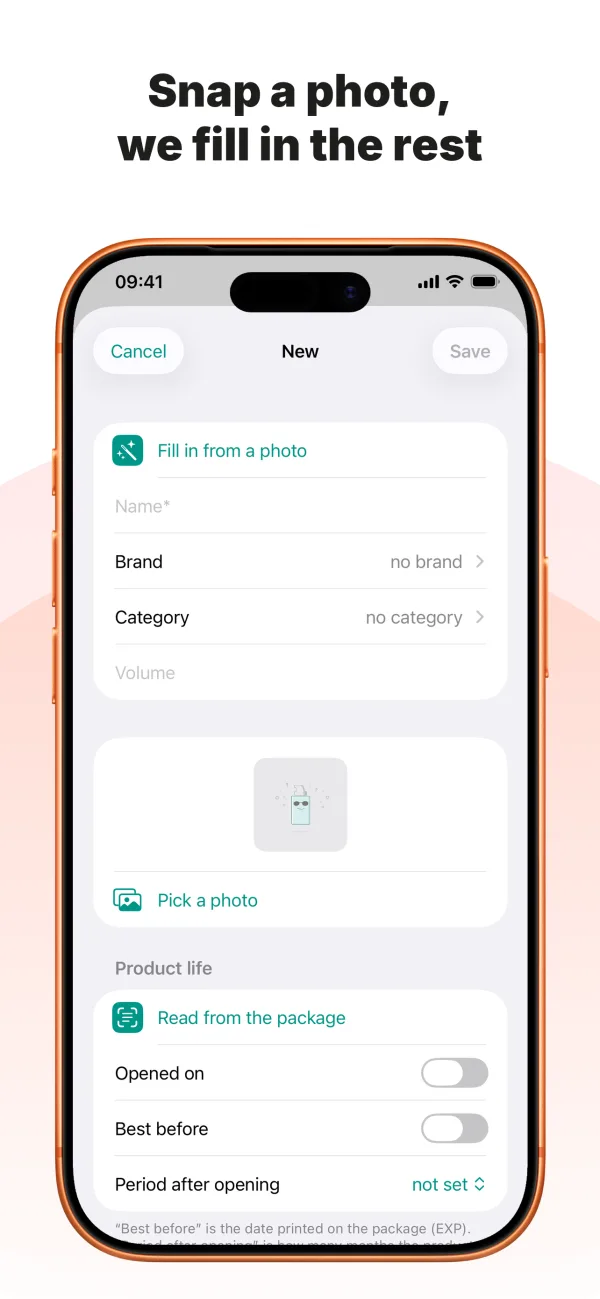 Snap a photo,
we fill in the rest
09:41
Cancel
New
Save
Fill in from a photo
Name*
Brand
no brand
Category
no category
Volume
Pick a photo
Product life
Read from the package
Opened on
Best before
Period after opening
not set
“Best before” is the date printed on the package (EXP).